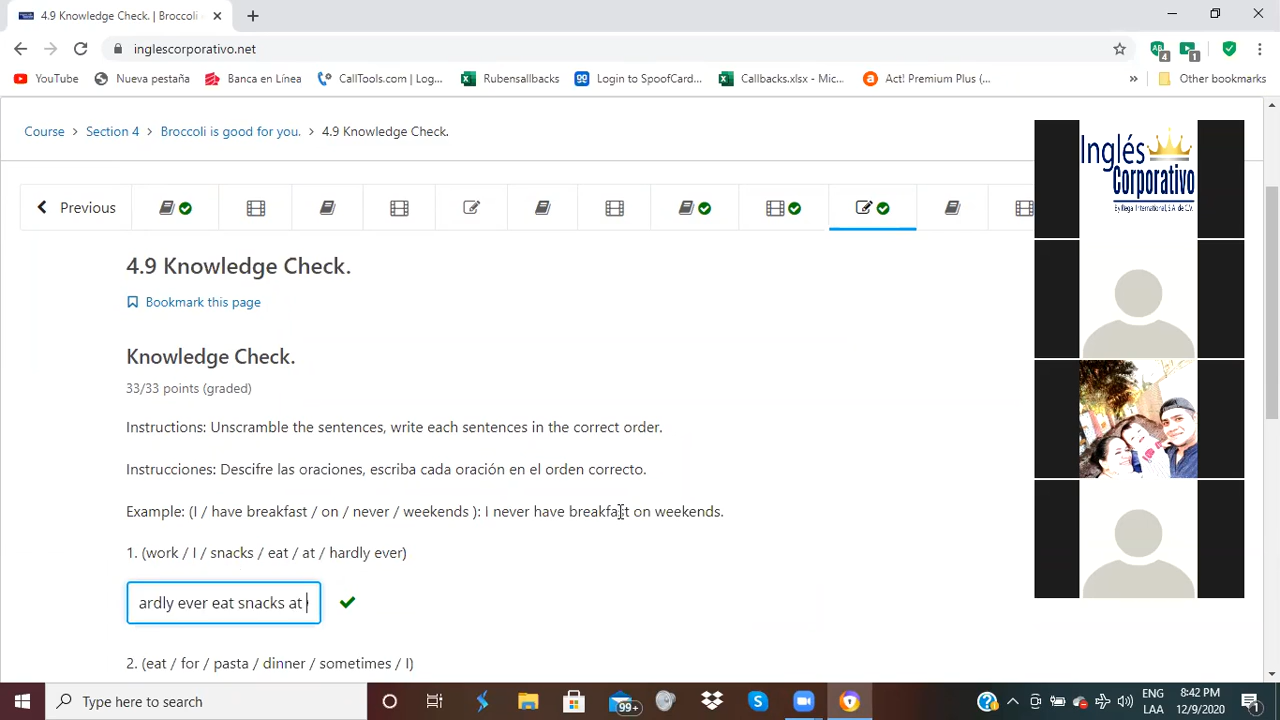 4.9 Knowledge Check. | Broccoli
inglescorporativo.net
4
1
YouTube
Nueva pestaña
Banca en Línea
CallTools.com | Log...
Rubensallbacks
Login to SpoofCard...
Callbacks.xlsx - Mic...
Act! Premium Plus (...
»
Other bookmarks
Course > Section 4 > Broccoli is good for you. > 4.9 Knowledge Check.
Previous
4.9 Knowledge Check.
Bookmark this page
Knowledge Check.
33/33 points (graded)
Instructions: Unscramble the sentences, write each sentences in the correct order.
Instrucciones: Descifre las oraciones, escriba cada oración en el orden correcto.
Example: (I / have breakfast / on / never / weekends ): I never have breakfast on weekends.
1. (work / I / snacks / eat / at / hardly ever)
ardly ever eat snacks at
2. (eat / for / pasta / dinner / sometimes / I)
Inglés
Corporativo
Type here to search
99+
ENG
LAA
8:42 PM
12/9/2020
1